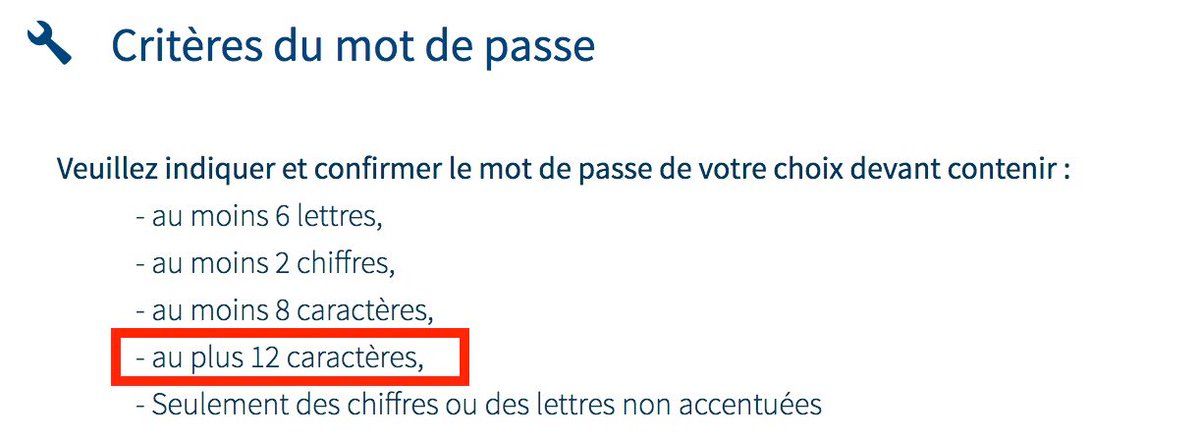 Critères du mot de passe
Veuillez indiquer et confirmer le mot de passe de votre choix devant contenir :
- au moins 6 lettres,
- au moins 2 chiffres,
- au moins 8 caractères,
- au plus 12 caractères,
- Seulement des chiffres ou des lettres non accentuées